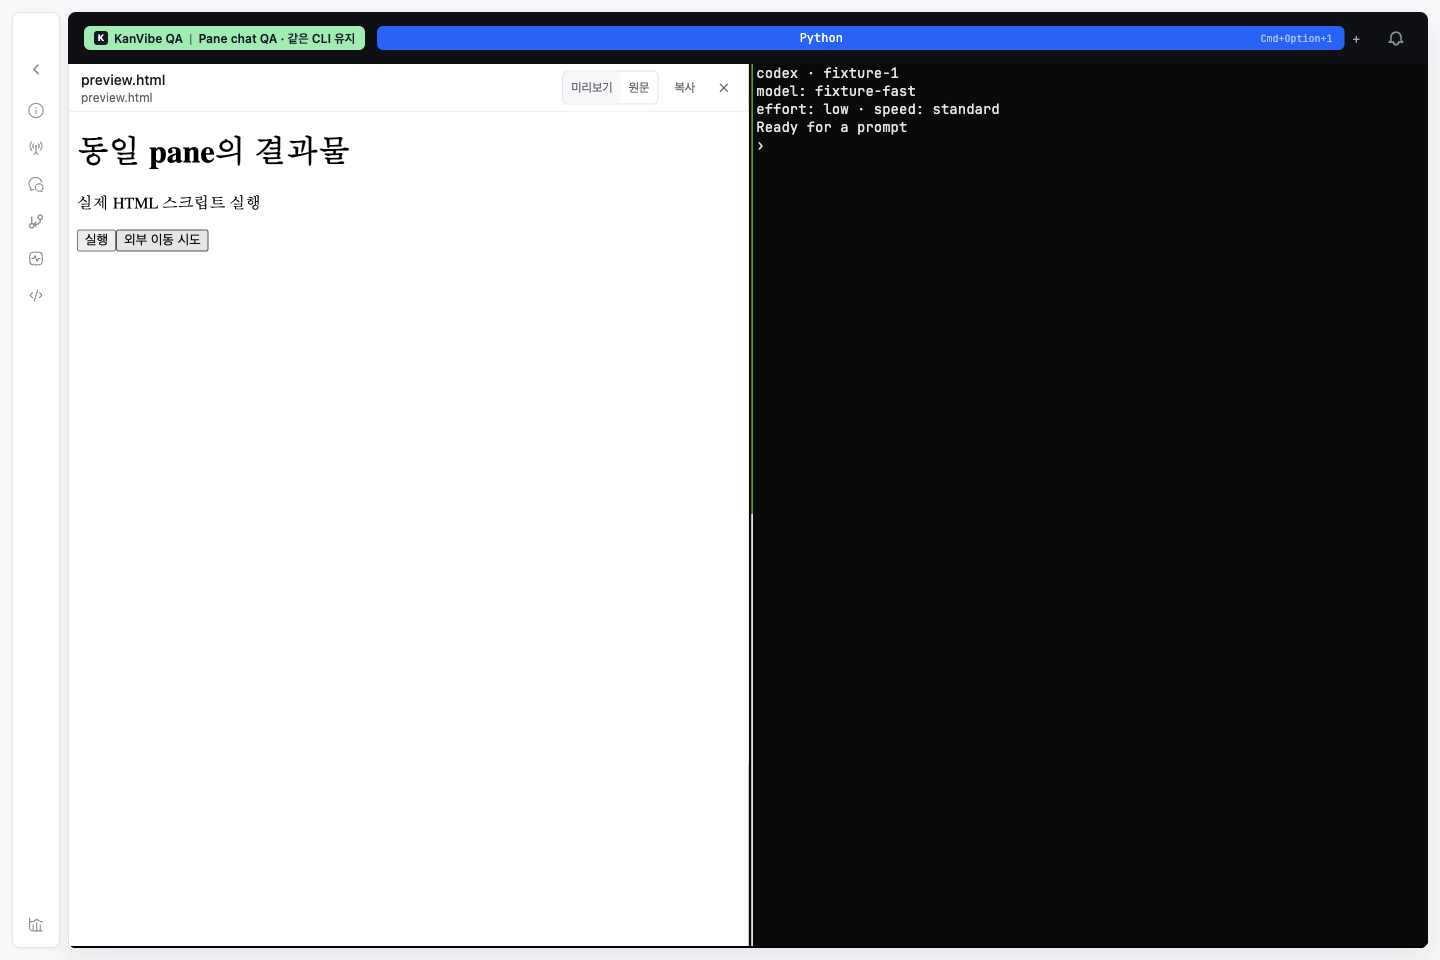 K KanVibe QA | Pane chat QA · 같은 CLI 유지
Python
Cmd+Option+1
+
preview.html
preview.html
미리보기
원문
복사
동일 pane의 결과물
실제 HTML 스크립트 실행
실행
외부 이동 시도
codex · fixture-1
model: fixture-fast
effort: low · speed: standard
Ready for a prompt
›